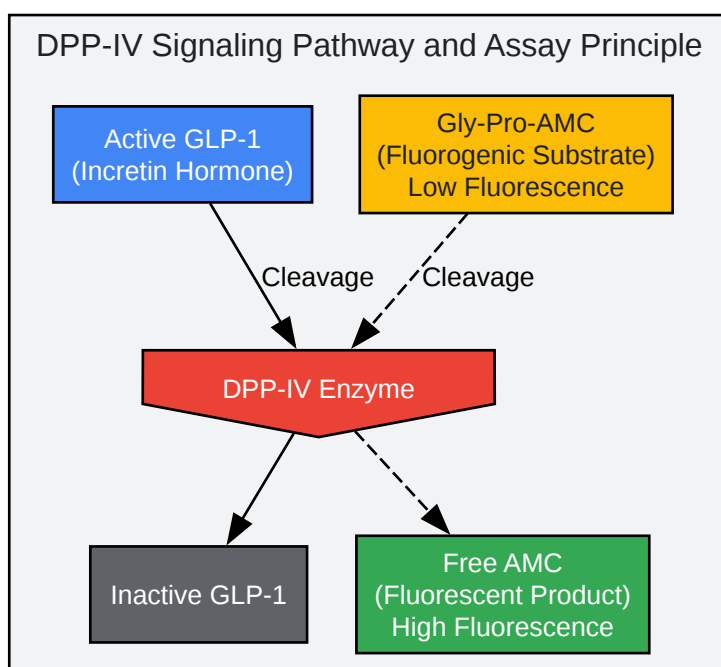 DPP-IV Signaling Pathway and Assay Principle
Active GLP-1
(Incretin Hormone)
Gly-Pro-AMC
(Fluorogenic Substrate)
Low Fluorescence
Cleavage
Cleavage
DPP-IV Enzyme
Inactive GLP-1
Free AMC
(Fluorescent Product)
High Fluorescence